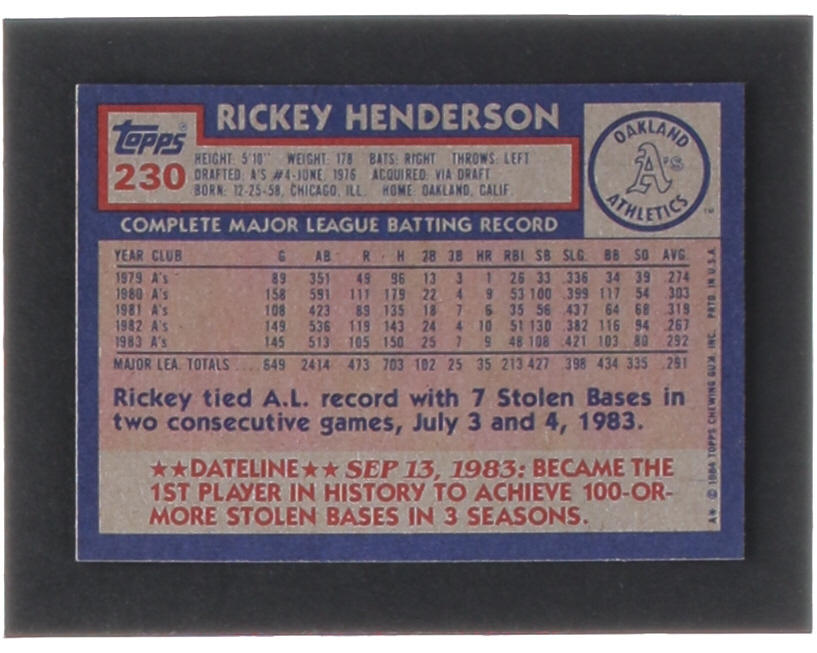 RICKEY HENDERSON
topps
230
HEIGHT: 5'10" WEIGHT: 178 BATS: RIGHT THROWS: LEFT
DRAFTED: A'S #4-JUNE, 1976 ACQUIRED: VIA DRAFT
BORN: 12-25-58, CHICAGO, ILL. HOME: OAKLAND, CALIF.
OAKLAND
A's
ATHLETICS
TM
COMPLETE MAJOR LEAGUE BATTING RECORD
YEAR CLUB G AB R H 2B 3B HR RBI SB SLG. BB SO AVG.
1979 A's 89 351 49 96 13 3 1 26 33 .336 34 39 .274
1980 A's 158 591 111 179 22 4 9 53 100 .399 117 54 .303
1981 A's 108 423 89 135 18 7 6 35 56 .437 64 68 .319
1982 A's 149 536 119 143 24 4 10 51 130 .382 116 94 .267
1983 A's 145 513 105 150 25 7 9 48 108 .421 103 80 .292
MAJOR LEA. TOTALS .... 649 2414 473 703 102 25 35 213 427 .398 434 335 .291
Rickey tied A.L. record with 7 Stolen Bases in
two consecutive games, July 3 and 4, 1983.
★★DATELINE★★ SEP 13, 1983: BECAME THE
1ST PLAYER IN HISTORY TO ACHIEVE 100-OR-
MORE STOLEN BASES IN 3 SEASONS.
A* © 1984 TOPPS CHEWING GUM, INC. PRTD. IN U.S.A.